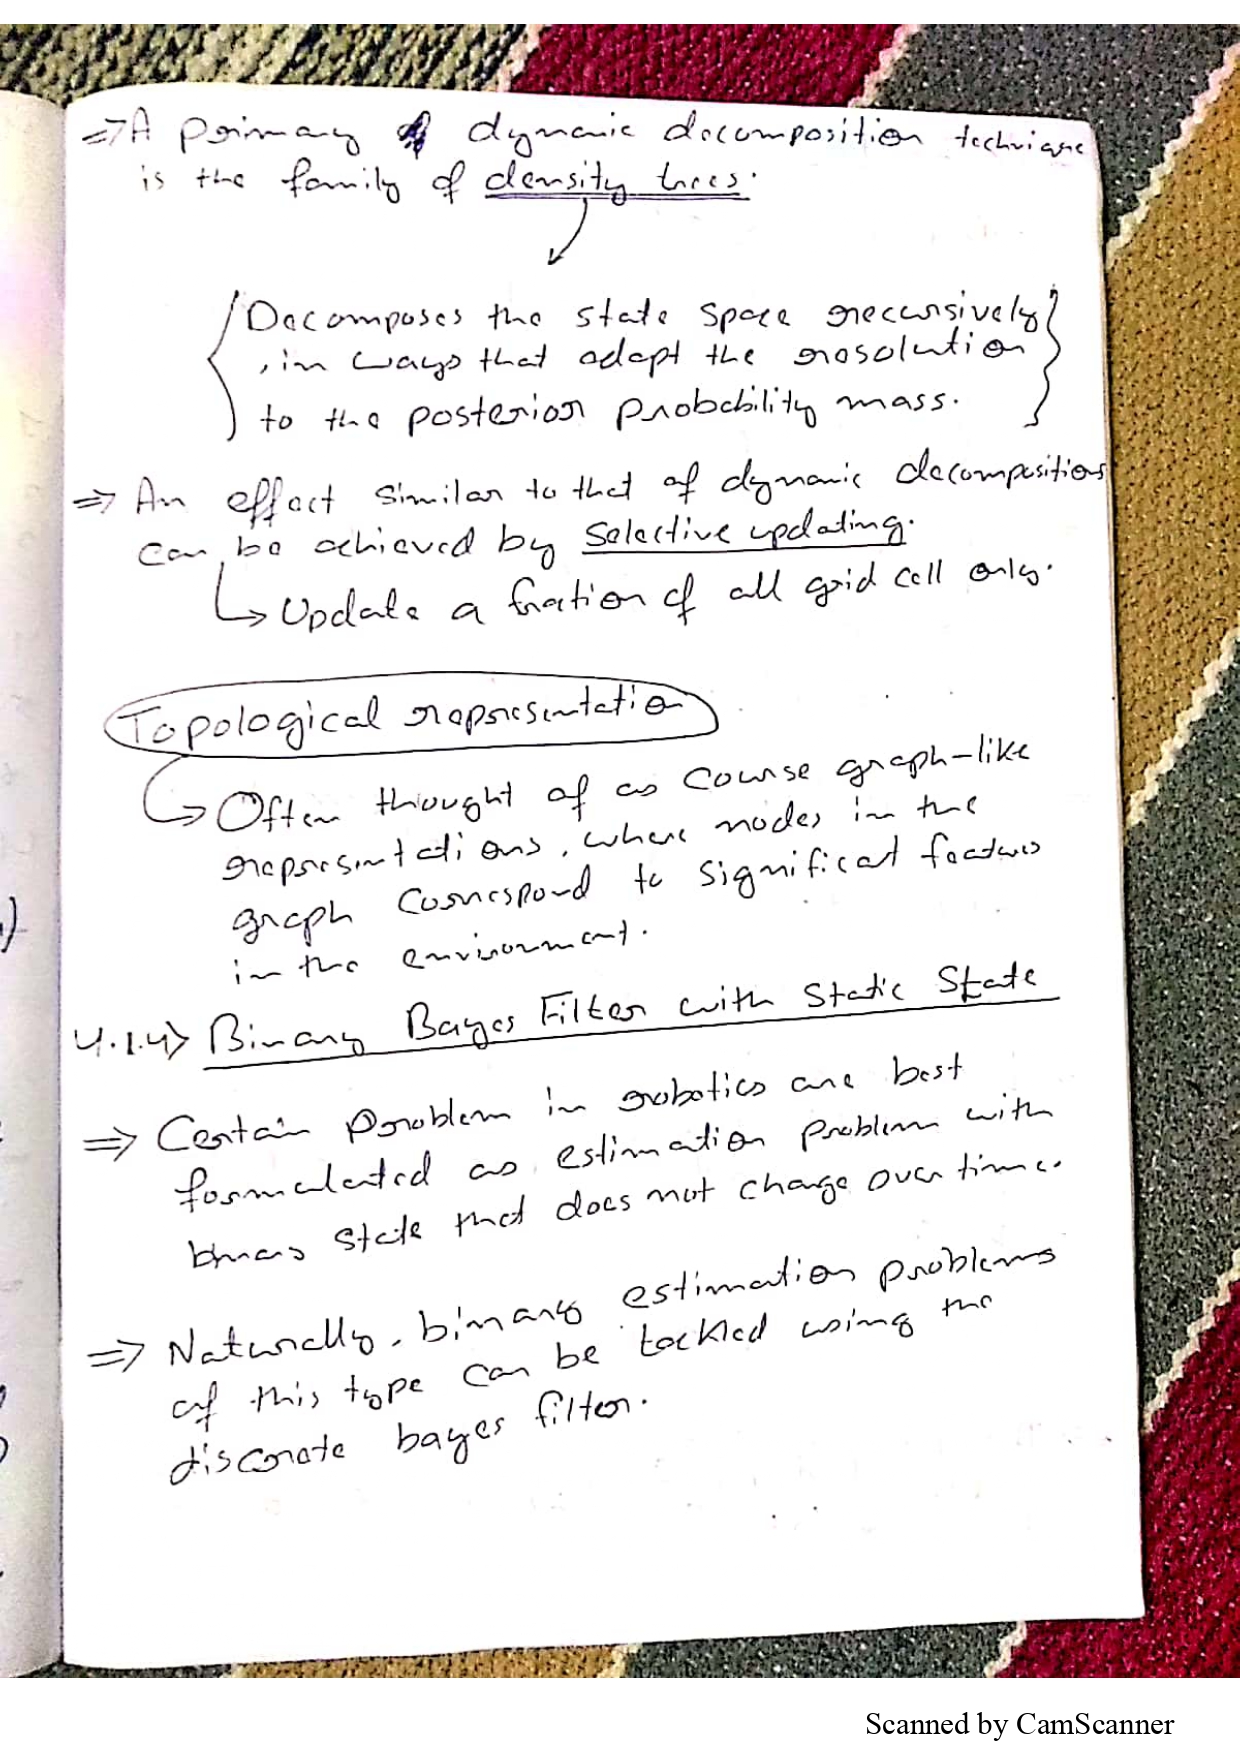 ⇒ A primary dynamic decomposition technique
is the family of density trees.
{Decomposes the state space recursively}
, in ways that adapt the resolution
to the posterior probability mass.
⇒ An effect similar to that of dynamic decomposition
can be achieved by selective updating.
↳ Update a fraction of all grid cell only.
Topological representation
↳ Often thought of as course graph-like
representations, where nodes in the
graph correspond to significant features
in the environment.
4.1.4> Binary Bayes Filter with Static State
⇒ Certain problem in robotics are best
formulated as estimation problem with
binary state that does not change over time.
⇒ Naturally, binary estimation problems
of this type can be tackled using the
discrete bayes filter.
Scanned by CamScanner